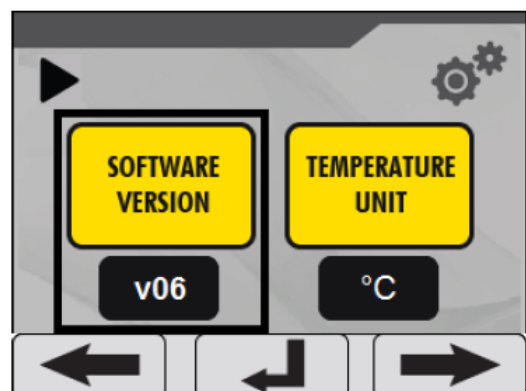 SOFTWARE
VERSION
v06
TEMPERATURE
UNIT
°C